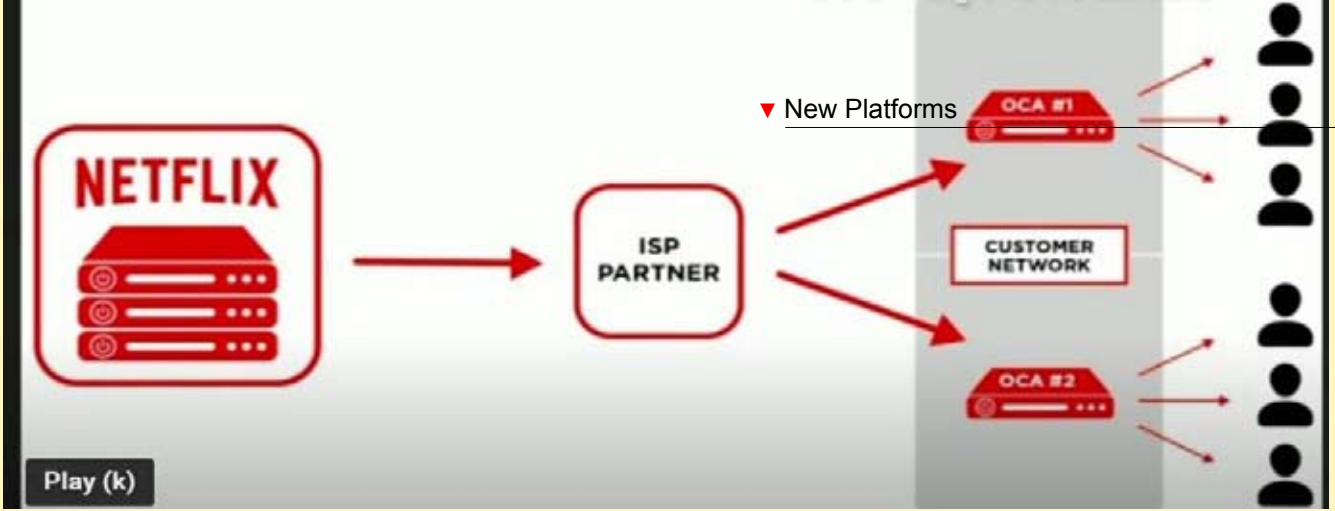 ▼ New Platforms
OCA #1
NETFLIX
ISP
PARTNER
CUSTOMER
NETWORK
OCA #2
Play (k)